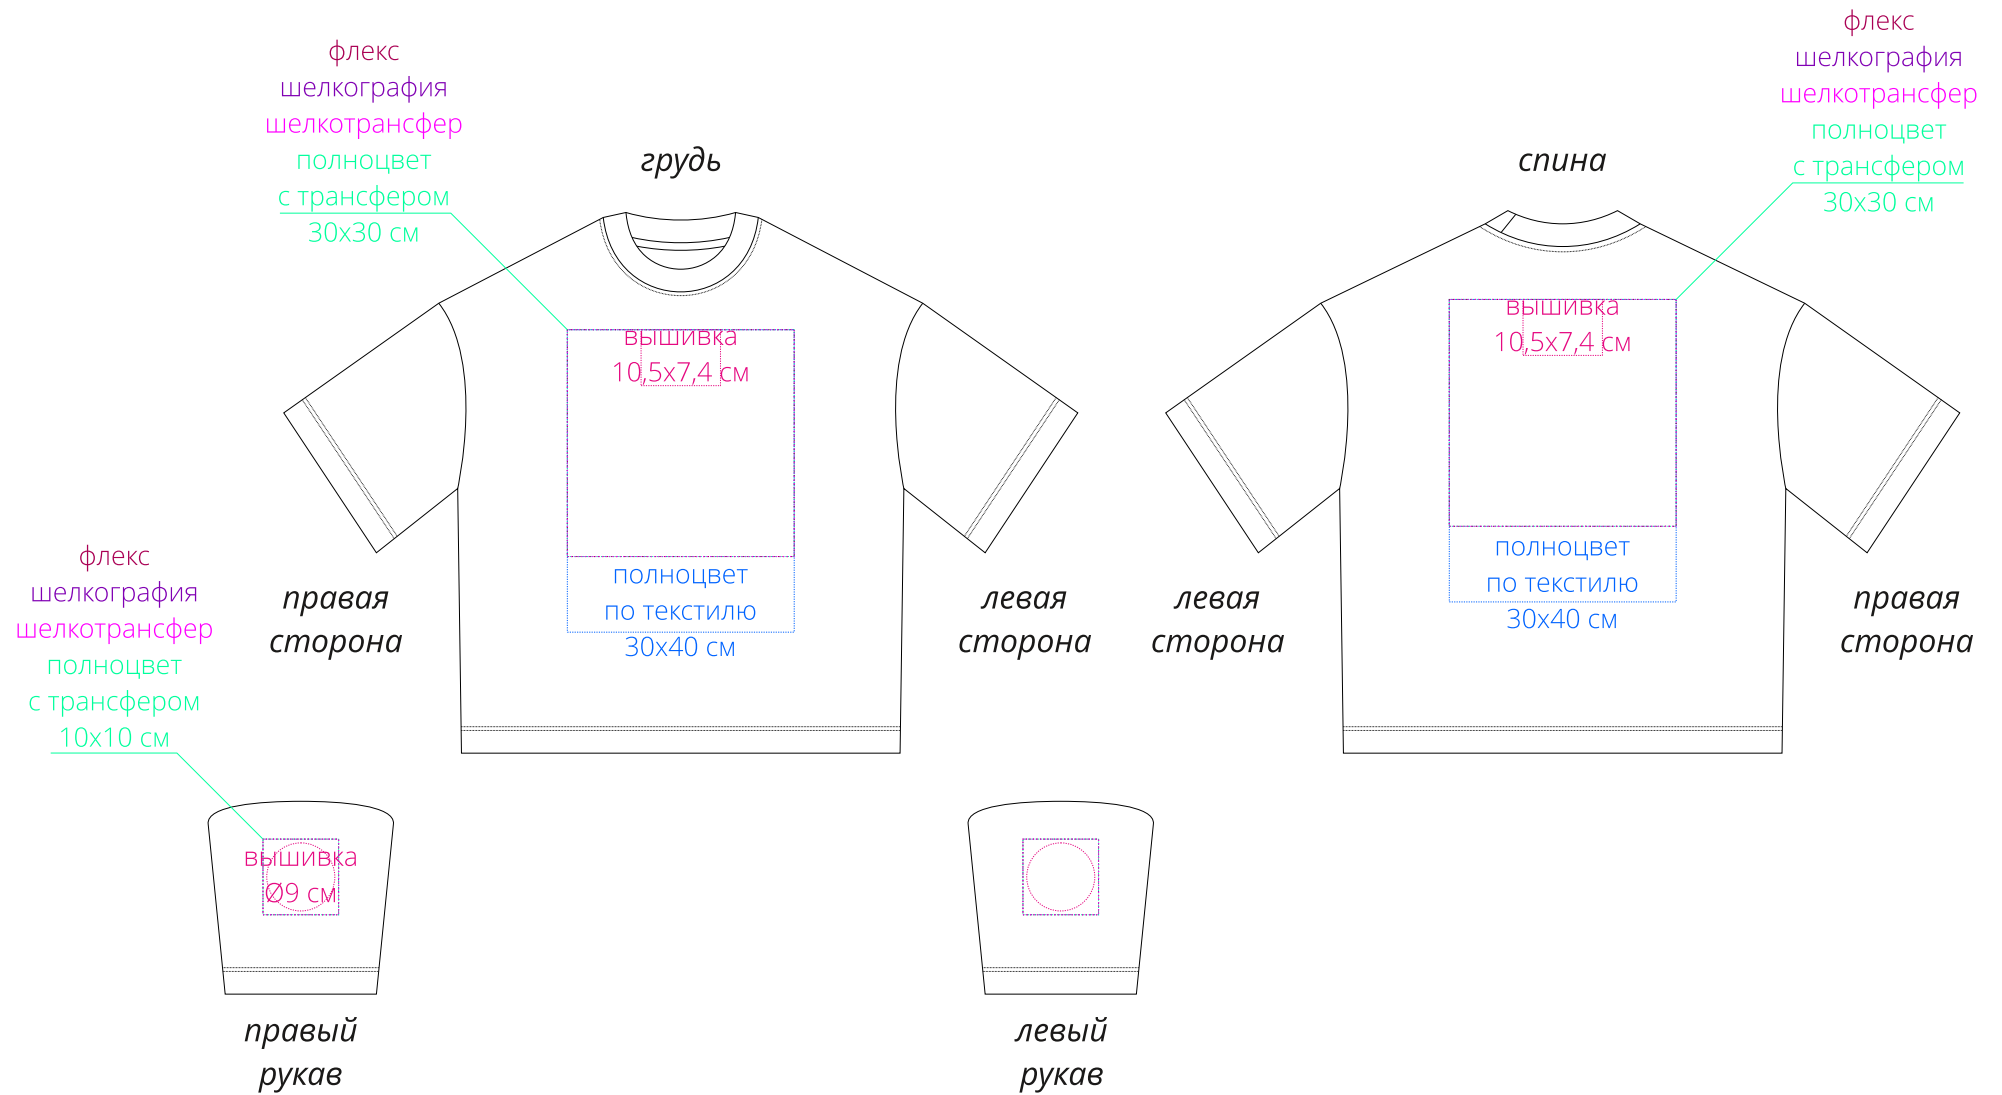 флекс
шелкография
шелкотрансфер
полноцвет
с трансфером
30х30 см
грудь
вышивка
10,5х7,4 см
полноцвет
по текстилю
30х40 см
правая
сторона
левая
сторона
флекс
шелкография
шелкотрансфер
полноцвет
с трансфером
30х30 см
спина
вышивка
10,5х7,4 см
полноцвет
по текстилю
30х40 см
левая
сторона
правая
сторона
флекс
шелкография
шелкотрансфер
полноцвет
с трансфером
10х10 см
вышивка
Ø9 см
правый
рукав
левый
рукав